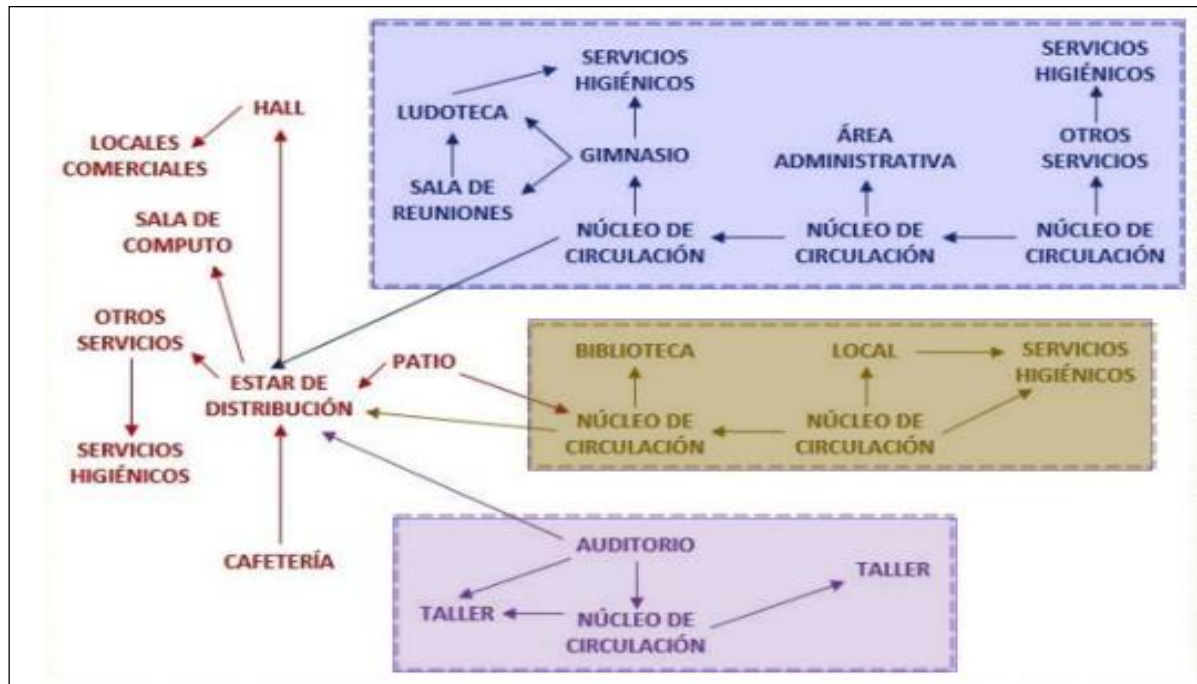 SERVICIOS
HIGIÉNICOS
SERVICIOS
HIGIÉNICOS
HALL
LUDOTECA
LOCALES
COMERCIALES
GIMNASIO
ÁREA
ADMINISTRATIVA
OTROS
SERVICIOS
SALA DE
REUNIONES
SALA DE
COMPUTO
NÚCLEO DE
CIRCULACIÓN
NÚCLEO DE
CIRCULACIÓN
NÚCLEO DE
CIRCULACIÓN
OTROS
SERVICIOS
ESTAR DE
DISTRIBUCIÓN
PATIO
BIBLIOTECA
LOCAL
SERVICIOS
HIGIÉNICOS
NÚCLEO DE
CIRCULACIÓN
NÚCLEO DE
CIRCULACIÓN
SERVICIOS
HIGIÉNICOS
CAFETERÍA
AUDITORIO
TALLER
TALLER
NÚCLEO DE
CIRCULACIÓN